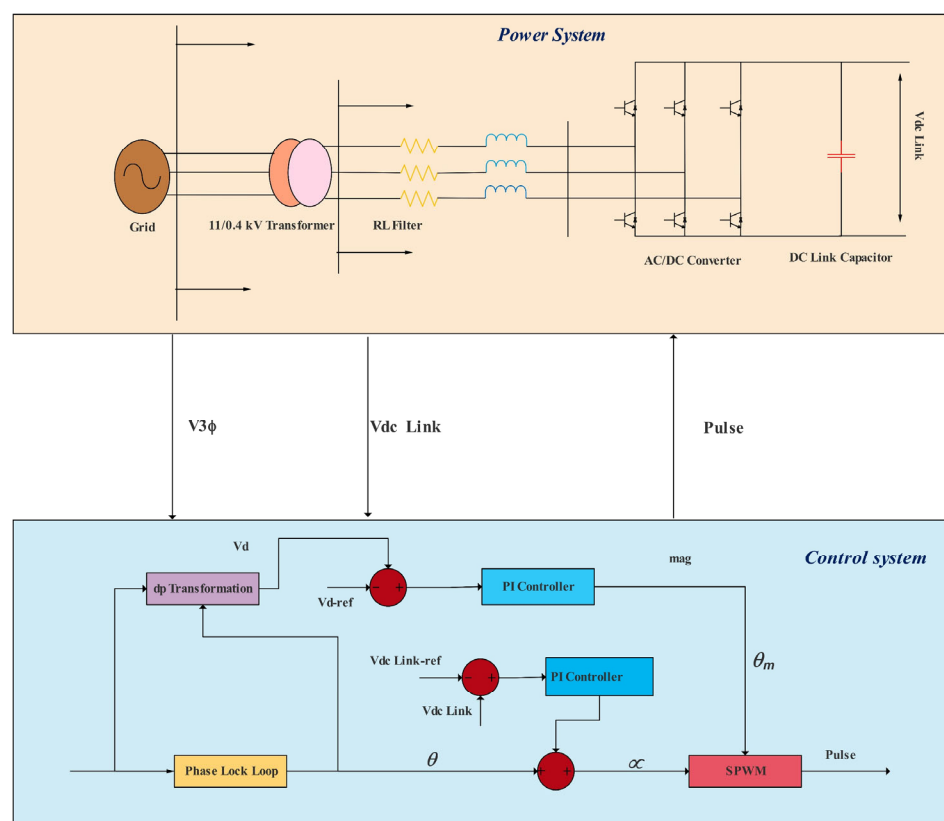 Power System
Vdc Link
Grid
11/0.4 kV Transformer
RL Filter
AC/DC Converter
DC Link Capacitor
V3ϕ
Vdc Link
Pulse
Control system
Vd
mag
dp Transformation
- -
PI Controller
Vd-ref
θm
Vdc Link-ref
- +
PI Controller
Vdc Link
Phase Lock Loop
θ
+ +
∝
SPWM
Pulse